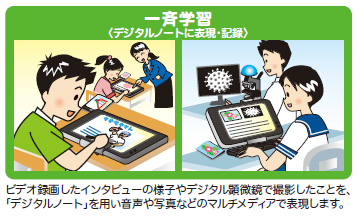 一斉学習
〈デジタルノートに表現・記録〉
ビデオ録画したインタビューの様子やデジタル顕微鏡で撮影したことを、
「デジタルノート」を用い音声や写真などのマルチメディアで表現します。